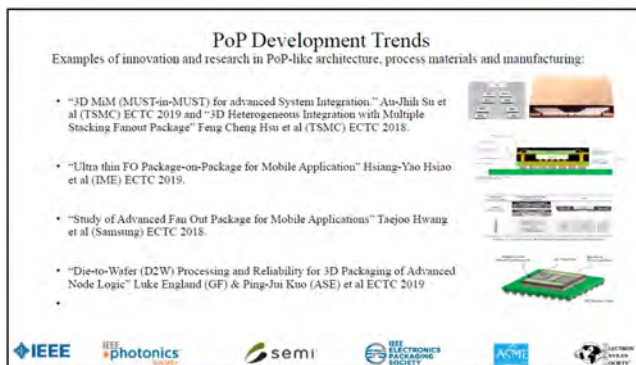 PoP Development Trends
Examples of innovation and research in PoP-like architecture, process materials and manufacturing:
• “3D MiM (MUST-in-MUST) for advanced System Integration.” Au-Jhih Su et
al (TSMC) ECTC 2019 and “3D Heterogeneous Integration with Multiple
Stacking Fanout Package” Feng Cheng Hsu et al (TSMC) ECTC 2018.
• “Ultra thin FO Package-on-Package for Mobile Application” Hsiang-Yao Hsiao
et al (IME) ECTC 2019.
• “Study of Advanced Fan Out Package for Mobile Applications” Taejoo Hwang
et al (Samsung) ECTC 2018.
• “Die-to-Wafer (D2W) Processing and Reliability for 3D Packaging of Advanced
Node Logic” Luke England (GF) & Ping-Jui Kuo (ASE) et al ECTC 2019
•
IEEE
IEEE photonics SOCIETY
semi
IEEE ELECTRONICS PACKAGING SOCIETY
ASME
ELECTRON DEVICES SOCIETY